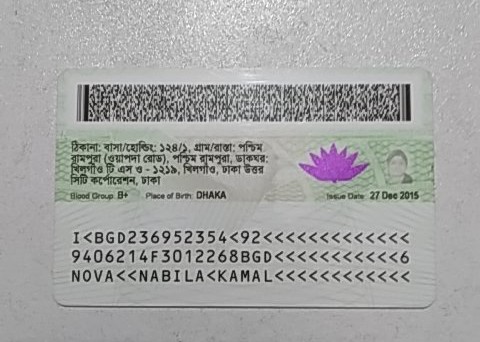 ঠিকানা: বাসা/হোল্ডিং: ১২৪/১, গ্রাম/রাস্তা: পশ্চিম
রামপুরা (ওয়াপদা রোড), পশ্চিম রামপুরা, ডাকঘর:
খিলগাঁও টি এস ও - ১২১৯, খিলগাঁও, ঢাকা উত্তর
সিটি কর্পোরেশন, ঢাকা
Blood Group: B+ Place of Birth: DHAKA Issue Date: 27 Dec 2015
I<BGD236952354<92<<<<<<<<<<<<<
9406214F3012268BGD<<<<<<<<<<<6
NOVA<<NABILA<KAMAL<<<<<<<<<<<<